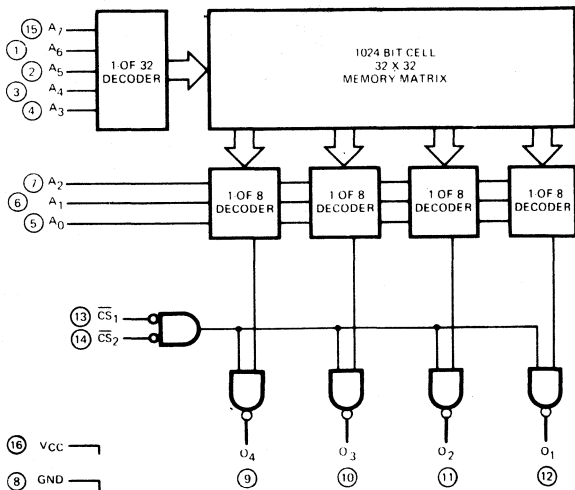 15 A7
1 A6
2 A5
3 A4
4 A3
1 OF 32
DECODER
1024 BIT CELL
32 X 32
MEMORY MATRIX
7 A2
6 A1
5 A0
1 OF 8
DECODER
1 OF 8
DECODER
1 OF 8
DECODER
1 OF 8
DECODER
13 C̅S̅1
14 C̅S̅2
O4
O3
O2
O1
9
10
11
12
16 VCC
8 GND